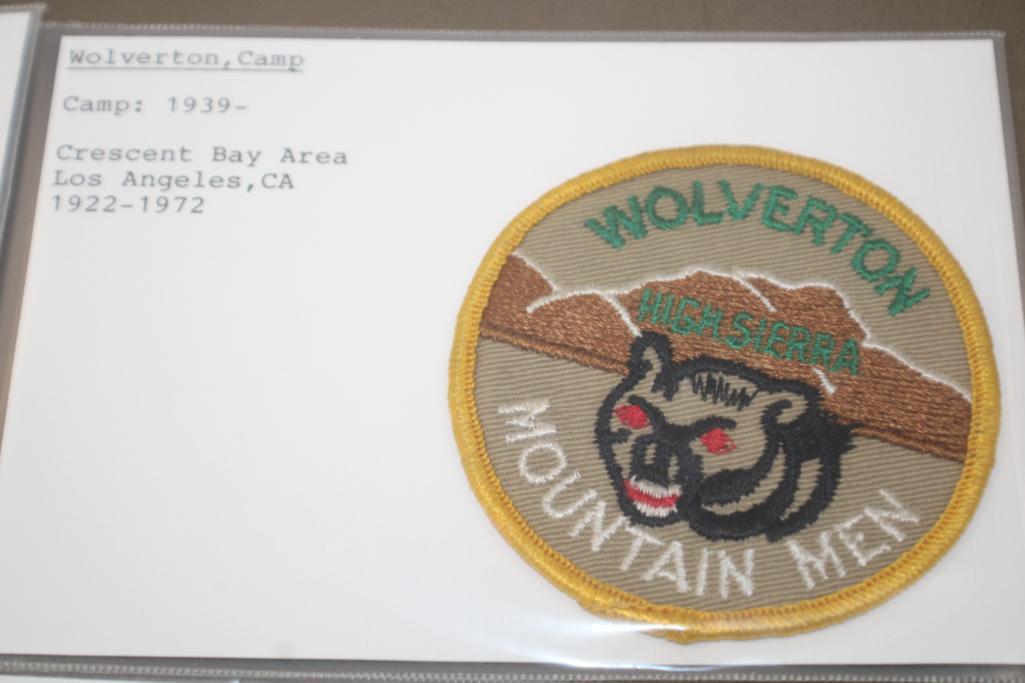 Wolverton,Camp
Camp: 1939-
Crescent Bay Area
Los Angeles,CA
1922-1972
WOLVERTON
HIGH SIERRA
MOUNTAIN MEN